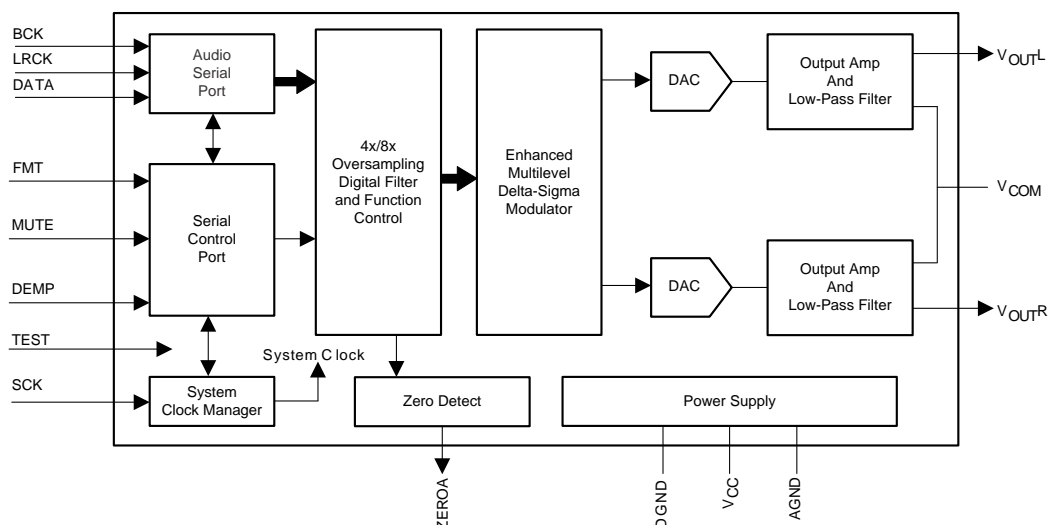 BCK
LRCK
DATA
Audio
Serial
Port
FMT
MUTE
DEMP
Serial
Control
Port
TEST
SCK
System
Clock Manager
System Clock
4x/8x
Oversampling
Digital Filter
and Function
Control
Enhanced
Multilevel
Delta-Sigma
Modulator
DAC
Output Amp
And
Low-Pass Filter
VOUTL
VCOM
DAC
Output Amp
And
Low-Pass Filter
VOUTR
Zero Detect
Power Supply
ZEROA
DGND
VCC
AGND